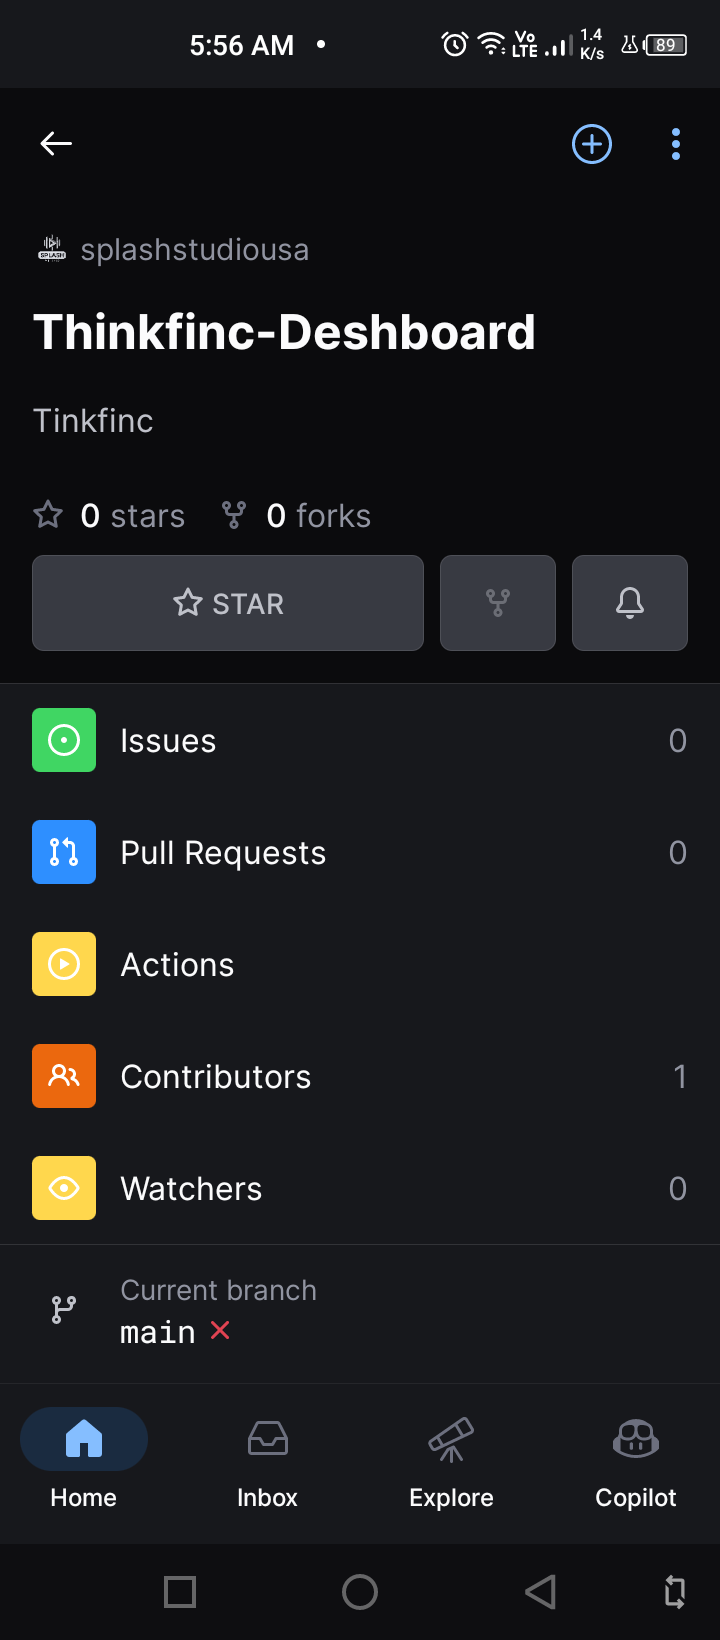 5:56 AM
Vo
LTE
1.4
K/s
89
SPLASH
splashstudiousa
Thinkfinc-Deshboard
Tinkfinc
0 stars 0 forks
STAR
Issues 0
Pull Requests 0
Actions
Contributors 1
Watchers 0
Current branch
main
Home Inbox Explore Copilot